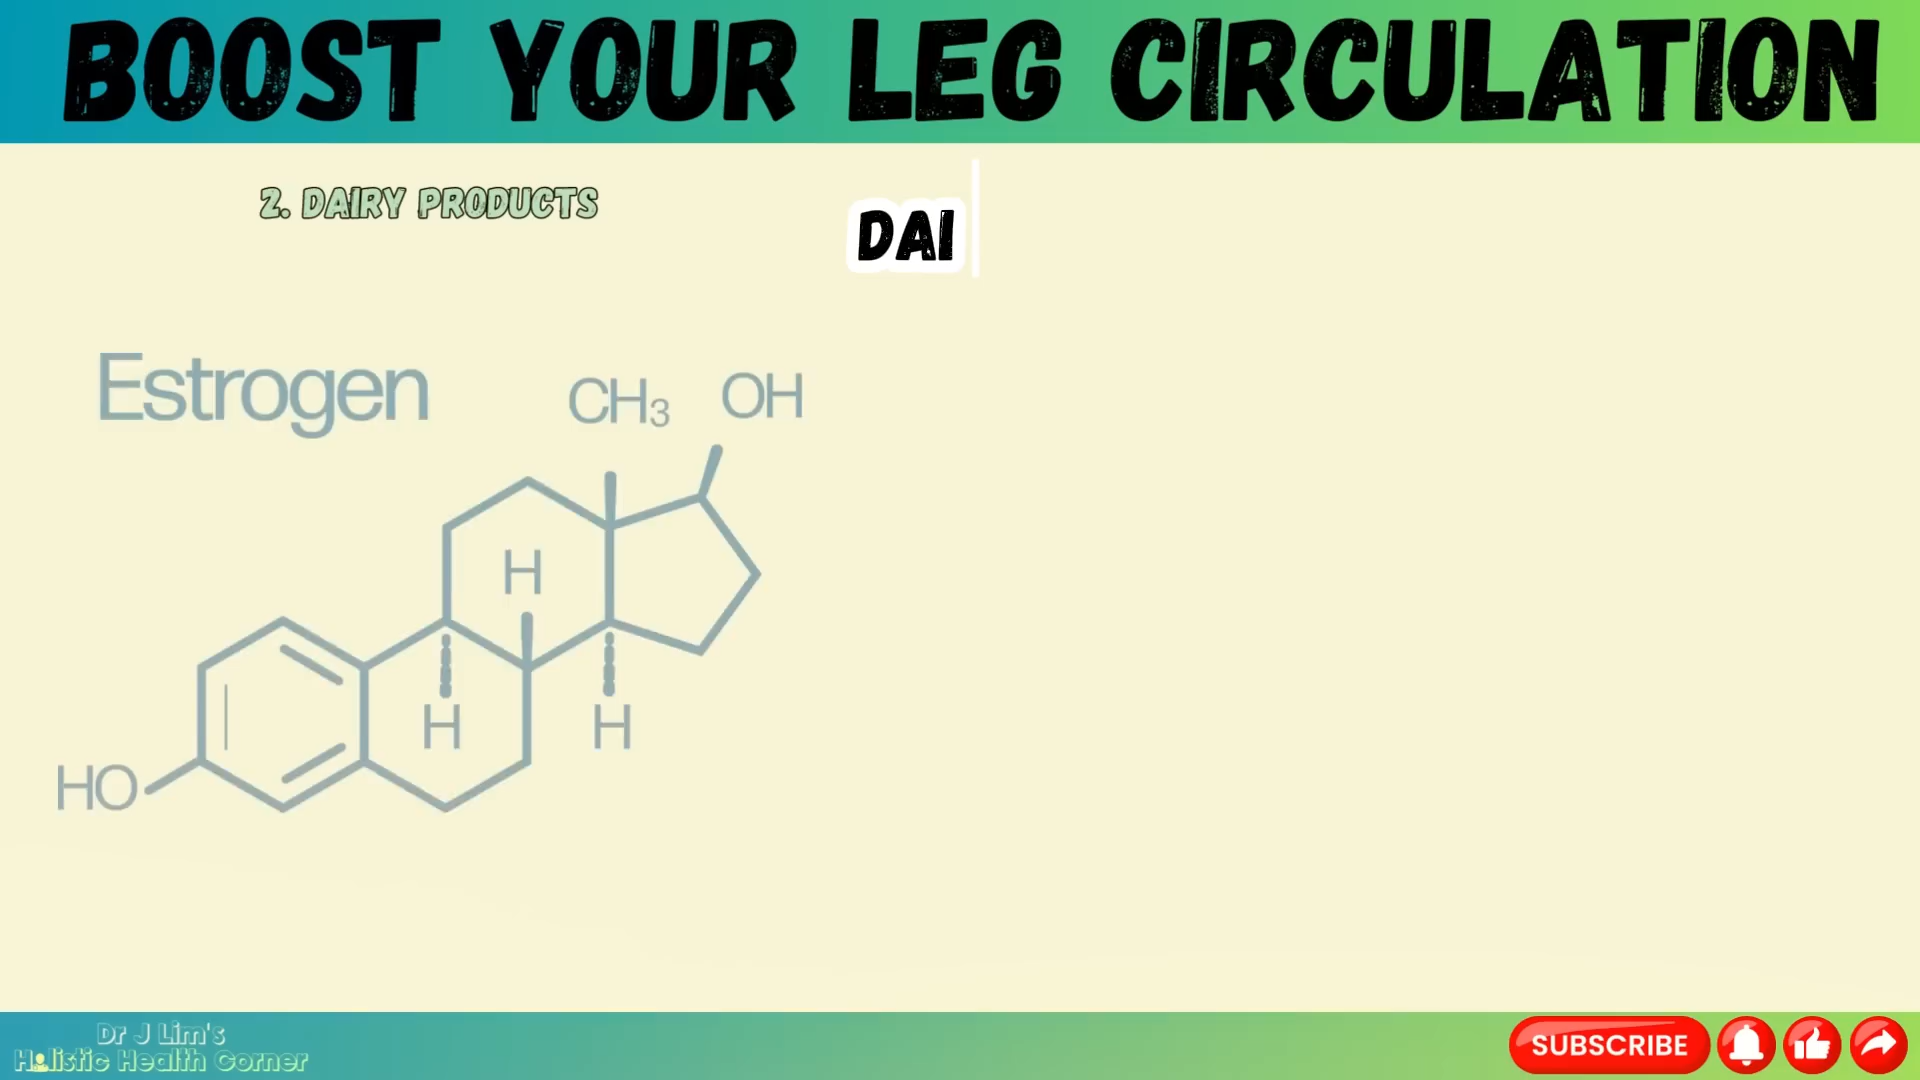 BOOST YOUR LEG CIRCULATION
2. DAIRY PRODUCTS
DAI
Estrogen
CH3
OH
H
H
H
HO
Dr J Lim's
Holistic Health Corner
SUBSCRIBE